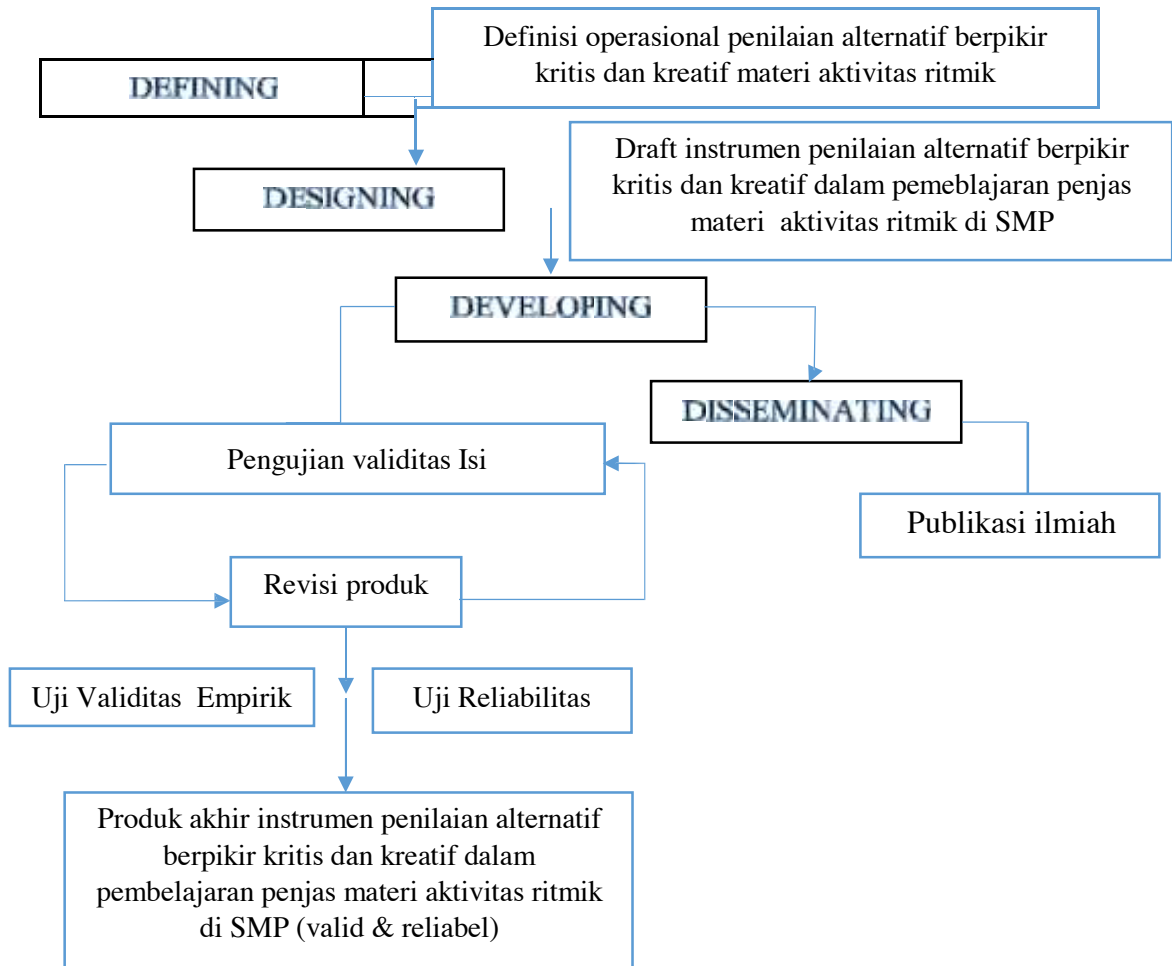 Definisi operasional penilaian alternatif berpikir
kritis dan kreatif materi aktivitas ritmik
DEFINING
Draft instrumen penilaian alternatif berpikir
kritis dan kreatif dalam pemeblajaran penjas
materi aktivitas ritmik di SMP
DESIGNING
DEVELOPING
DISSEMINATING
Pengujian validitas Isi
Publikasi ilmiah
Revisi produk
Uji Validitas Empirik
Uji Reliabilitas
Produk akhir instrumen penilaian alternatif
berpikir kritis dan kreatif dalam
pembelajaran penjas materi aktivitas ritmik
di SMP (valid & reliabel)